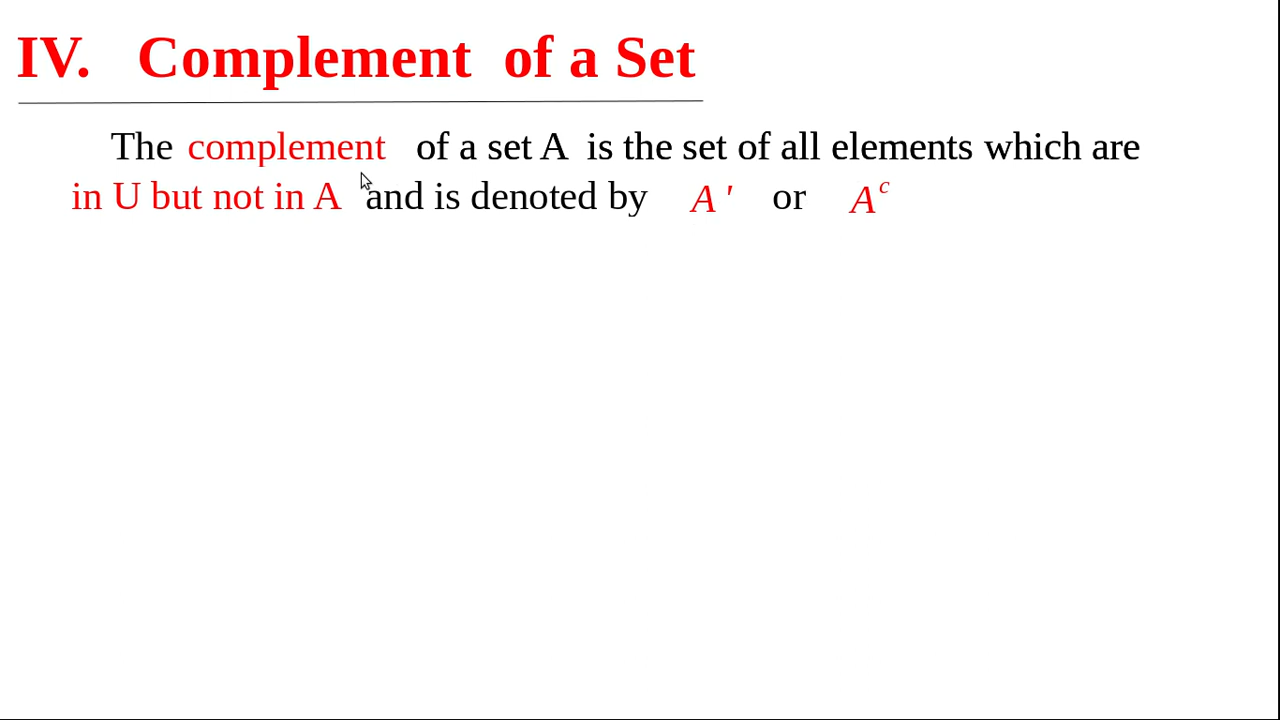 IV. Complement of a Set
The complement of a set A is the set of all elements which are
in U but not in A and is denoted by A ' or Aᶜ